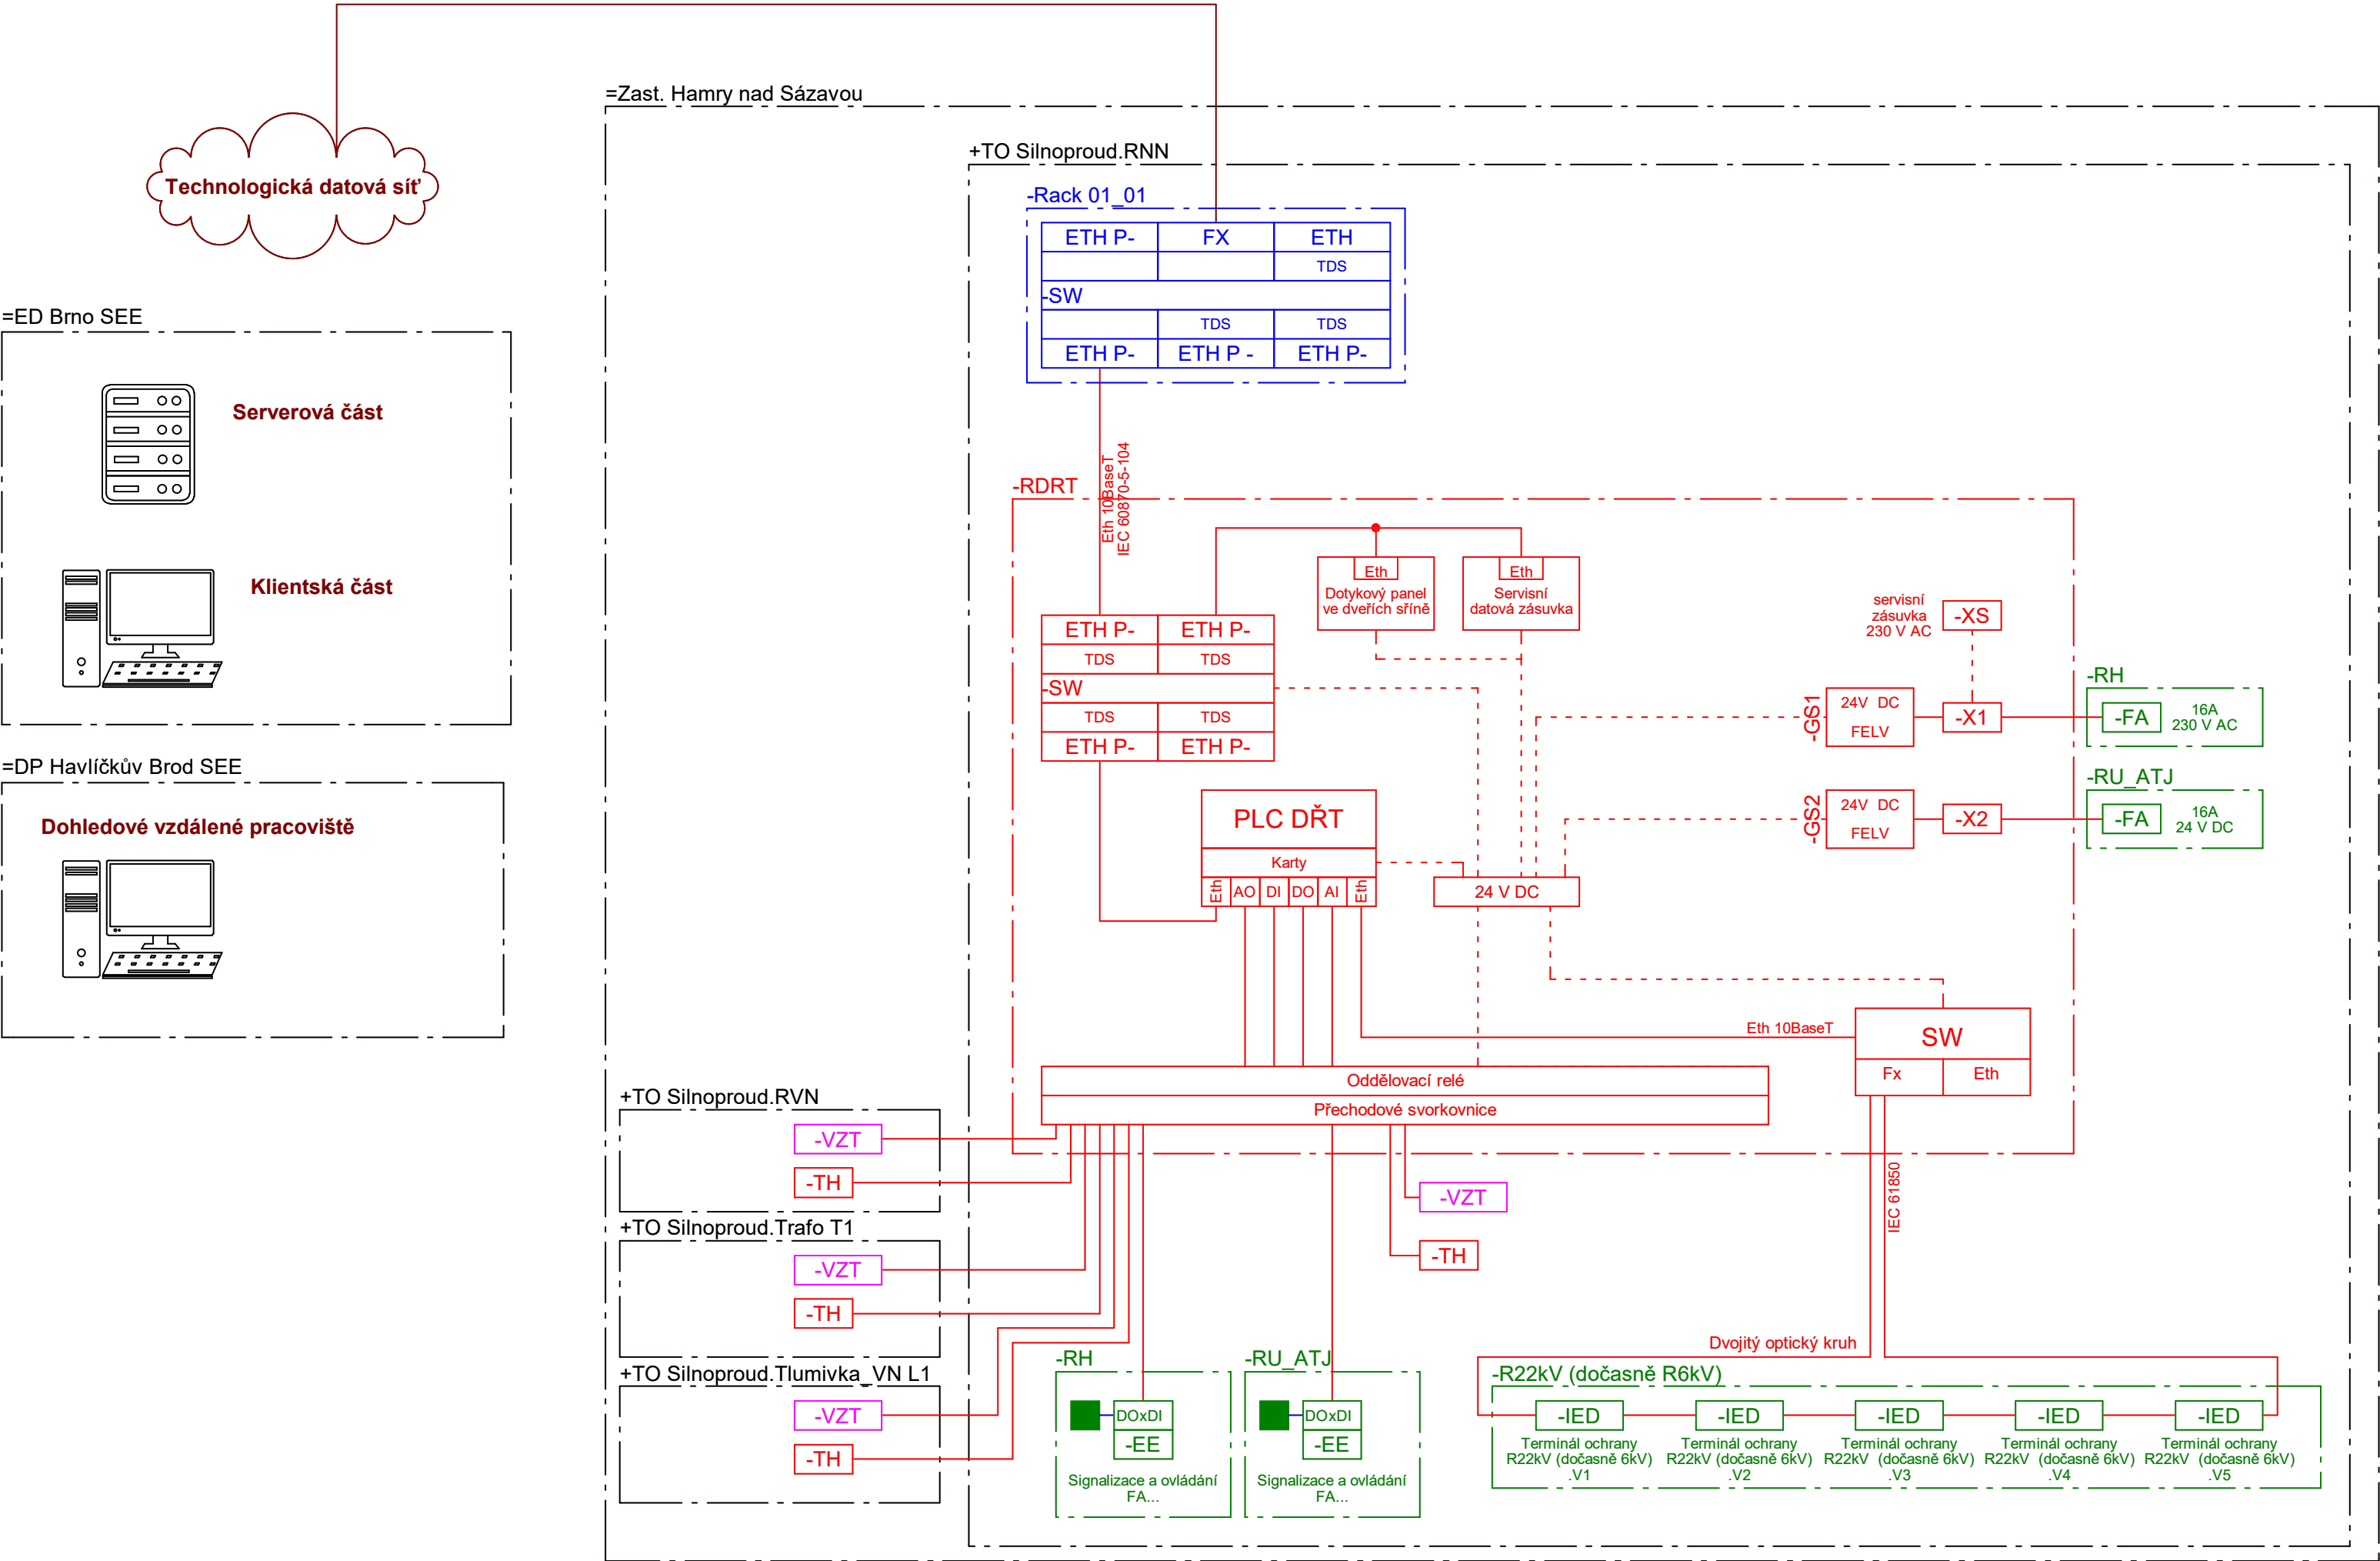 =Zast. Hamry nad Sázavou
+TO Silnoproud.RNN
Technologická datová síť
-Rack 01_01
ETH P-
FX
ETH
TDS
-SW
TDS
TDS
ETH P-
ETH P -
ETH P-
=ED Brno SEE
Serverová část
Klientská část
=DP Havlíčkův Brod SEE
Dohledové vzdálené pracoviště
Eth 10BaseT
IEC 60870-5-104
-RDRT
Eth
Dotykový panel
ve dveřích sříně
Eth
Servisní
datová zásuvka
servisní
zásuvka
230 V AC
-XS
ETH P-
ETH P-
TDS
TDS
-SW
TDS
TDS
ETH P-
ETH P-
-GS1
24V DC
FELV
-X1
-RH
-FA
16A
230 V AC
-GS2
24V DC
FELV
-X2
-RU_ATJ
-FA
16A
24 V DC
PLC DŘT
Karty
Eth
AO
DI
DO
AI
Eth
24 V DC
Eth 10BaseT
SW
Fx
Eth
Oddělovací relé
Přechodové svorkovnice
+TO Silnoproud.RVN
-VZT
-TH
+TO Silnoproud.Trafo T1
-VZT
-TH
+TO Silnoproud.Tlumivka_VN L1
-VZT
-TH
-VZT
-TH
IEC 61850
Dvojitý optický kruh
-RH
DOxDI
-EE
Signalizace a ovládání
FA...
-RU_ATJ
DOxDI
-EE
Signalizace a ovládání
FA...
-R22kV (dočasně R6kV)
-IED
Terminál ochrany
R22kV (dočasně 6kV)
.V1
-IED
Terminál ochrany
R22kV (dočasně 6kV)
.V2
-IED
Terminál ochrany
R22kV (dočasně 6kV)
.V3
-IED
Terminál ochrany
R22kV (dočasně 6kV)
.V4
-IED
Terminál ochrany
R22kV (dočasně 6kV)
.V5